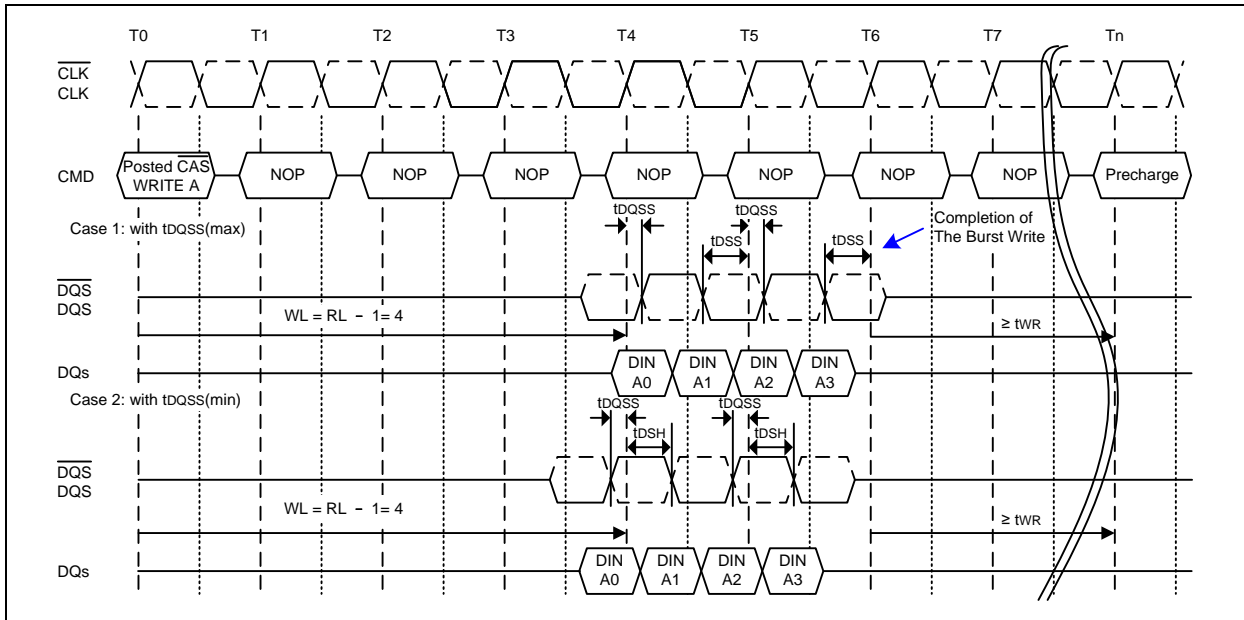 T0 T1 T2 T3 T4 T5 T6 T7 Tn
CLK
CLK
CMD
Posted CAS
WRITE A
NOP NOP NOP NOP NOP NOP NOP Precharge
Case 1: with tDQSS(max)
tDQSS tDQSS
tDSS tDSS
Completion of
The Burst Write
DQS
DQS
WL = RL - 1= 4
≥ tWR
DQs
DIN DIN DIN DIN
A0 A1 A2 A3
Case 2: with tDQSS(min)
tDQSS tDQSS
tDSH tDSH
DQS
DQS
WL = RL - 1= 4
≥ tWR
DQs
DIN DIN DIN DIN
A0 A1 A2 A3